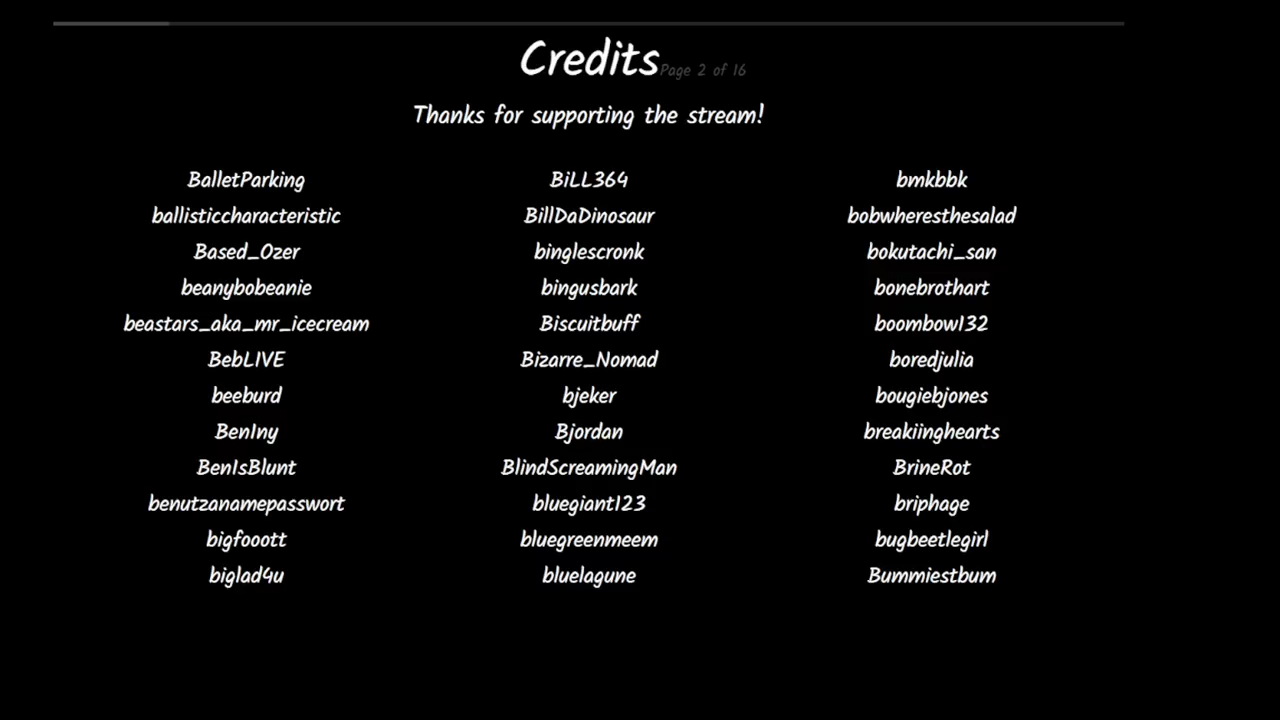 Credits Page 2 of 16
Thanks for supporting the stream!
BalletParking
ballisticcharacteristic
Based_Ozer
beanybobeanie
beastars_aka_mr_icecream
BebLIVE
beeburd
BenIny
BenIsBlunt
benutzanamepasswort
bigfooott
biglad4u
BiLL364
BillDaDinosaur
binglescronk
bingusbark
Biscuitbuff
Bizarre_Nomad
bjeker
Bjordan
BlindScreamingMan
bluegiant123
bluegreenmeem
bluelagune
bmkbbk
bobwheresthesalad
bokutachi_san
bonebrothart
boombow132
boredjulia
bougiebjones
breakiinghearts
BrineRot
briphage
bugbeetlegirl
Bummiestbum